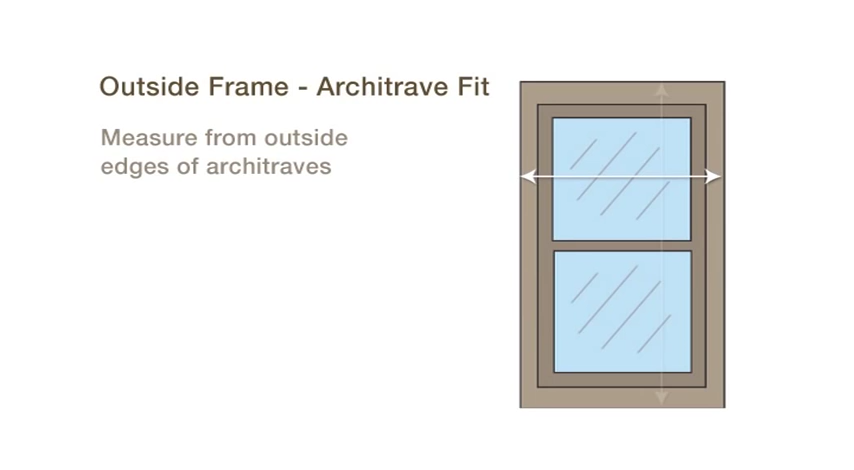 Outside Frame - Architrave Fit
Measure from outside
edges of architraves